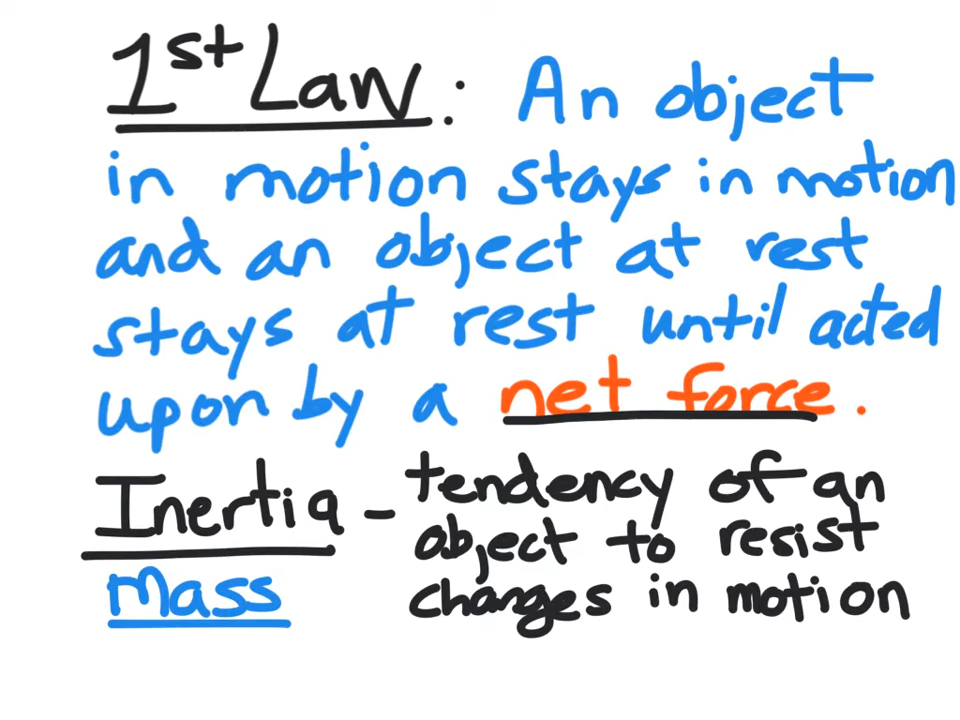 1st Law: An object
in motion stays in motion
and an object at rest
stays at rest until acted
upon by a net force.
Inertia - tendency of an
object to resist
Mass changes in motion